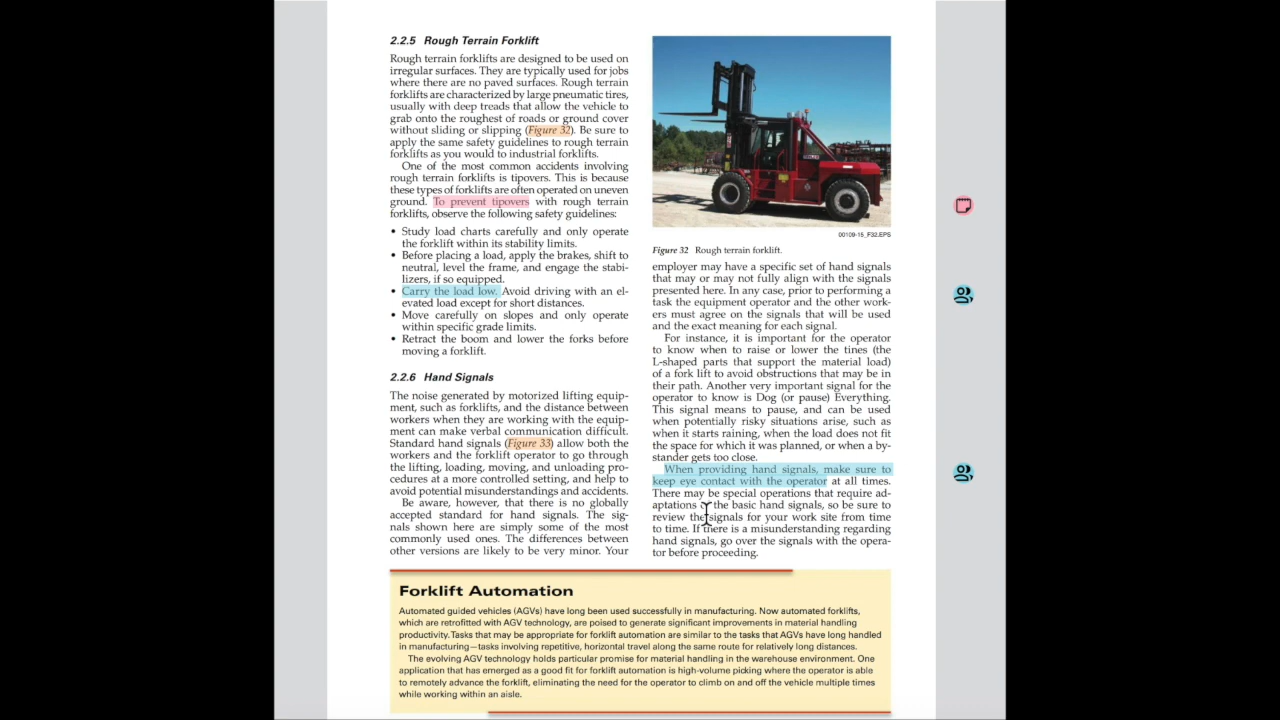 2.2.5 Rough Terrain Forklift
Rough terrain forklifts are designed to be used on
irregular surfaces. They are typically used for jobs
where there are no paved surfaces. Rough terrain
forklifts are characterized by large pneumatic tires,
usually with deep treads that allow the vehicle to
grab onto the roughest of roads or ground cover
without sliding or slipping (Figure 32). Be sure to
apply the same safety guidelines to rough terrain
forklifts as you would to industrial forklifts.
One of the most common accidents involving
rough terrain forklifts is tipovers. This is because
these types of forklifts are often operated on uneven
ground. To prevent tipovers with rough terrain
forklifts, observe the following safety guidelines:
• Study load charts carefully and only operate
the forklift within its stability limits.
• Before placing a load, apply the brakes, shift to
neutral, level the frame, and engage the stabi-
lizers, if so equipped.
• Carry the load low. Avoid driving with an el-
evated load except for short distances.
• Move carefully on slopes and only operate
within specific grade limits.
• Retract the boom and lower the forks before
moving a forklift.
2.2.6 Hand Signals
The noise generated by motorized lifting equip-
ment, such as forklifts, and the distance between
workers when they are working with the equip-
ment can make verbal communication difficult.
Standard hand signals (Figure 33) allow both the
workers and the forklift operator to go through
the lifting, loading, moving, and unloading pro-
cedures at a more controlled setting, and help to
avoid potential misunderstandings and accidents.
Be aware, however, that there is no globally
accepted standard for hand signals. The sig-
nals shown here are simply some of the most
commonly used ones. The differences between
other versions are likely to be very minor. Your
00109-15_F32.EPS
Figure 32 Rough terrain forklift.
employer may have a specific set of hand signals
that may or may not fully align with the signals
presented here. In any case, prior to performing a
task the equipment operator and the other work-
ers must agree on the signals that will be used
and the exact meaning for each signal.
For instance, it is important for the operator
to know when to raise or lower the tines (the
L-shaped parts that support the material load)
of a fork lift to avoid obstructions that may be in
their path. Another very important signal for the
operator to know is Dog (or pause) Everything.
This signal means to pause, and can be used
when potentially risky situations arise, such as
when it starts raining, when the load does not fit
the space for which it was planned, or when a by-
stander gets too close.
When providing hand signals, make sure to
keep eye contact with the operator at all times.
There may be special operations that require ad-
aptations of the basic hand signals, so be sure to
review the signals for your work site from time
to time. If there is a misunderstanding regarding
hand signals, go over the signals with the opera-
tor before proceeding.
Forklift Automation
Automated guided vehicles (AGVs) have long been used successfully in manufacturing. Now automated forklifts,
which are retrofitted with AGV technology, are poised to generate significant improvements in material handling
productivity. Tasks that may be appropriate for forklift automation are similar to the tasks that AGVs have long handled
in manufacturing—tasks involving repetitive, horizontal travel along the same route for relatively long distances.
The evolving AGV technology holds particular promise for material handling in the warehouse environment. One
application that has emerged as a good fit for forklift automation is high-volume picking where the operator is able
to remotely advance the forklift, eliminating the need for the operator to climb on and off the vehicle multiple times
while working within an aisle.